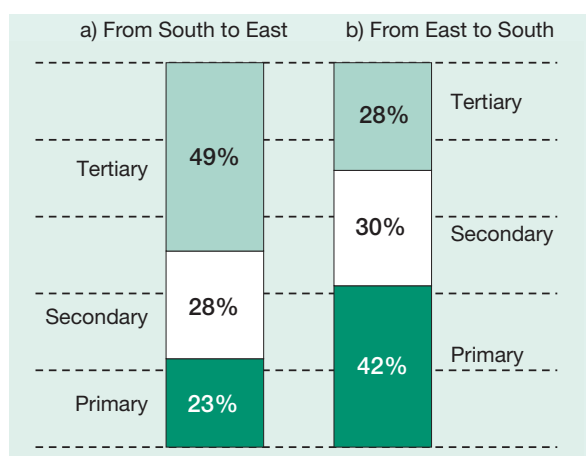 a) From South to East
b) From East to South
Tertiary
28%
49%
Tertiary
30%
Secondary
28%
Secondary
42%
Primary
23%
Primary